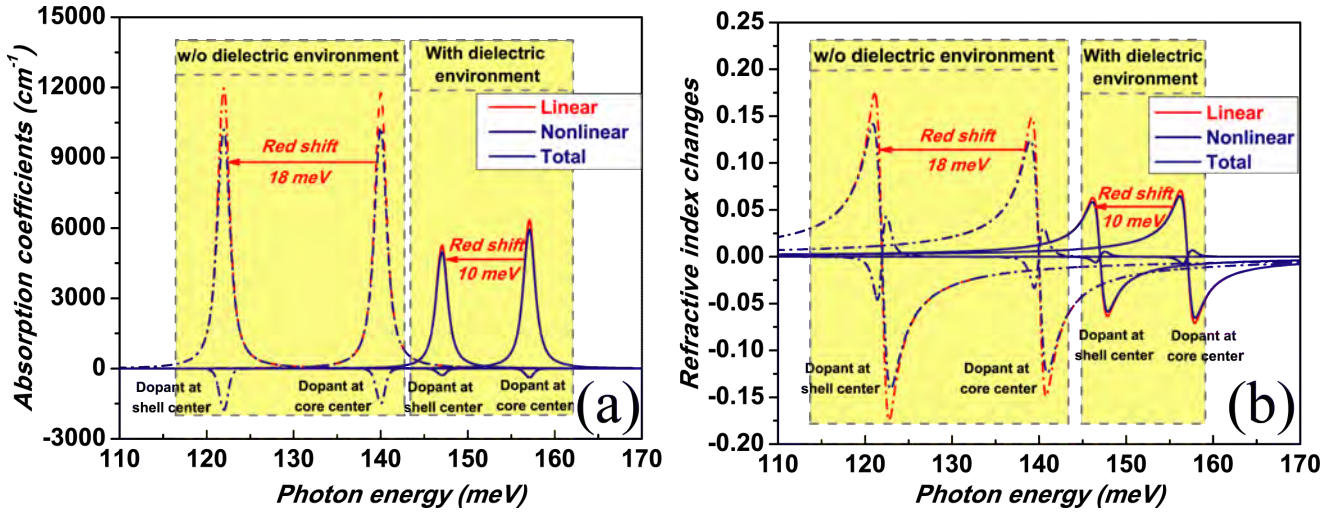 15000
12000
9000
6000
3000
0
-3000
Absorption coefficients (cm-1)
w/o dielectric environment
With dielectric
environment
Linear
Nonlinear
Total
Red shift
18 meV
Red shift
10 meV
Dopant at
shell center
Dopant at
core center
Dopant at
shell center
Dopant at
core center
(a)
110 120 130 140 150 160 170
Photon energy (meV)
0.25
0.20
0.15
0.10
0.05
0.00
-0.05
-0.10
-0.15
-0.20
Refractive index changes
w/o dielectric environment
With dielectric
environment
Linear
Nonlinear
Total
Red shift
18 meV
Red shift
10 meV
Dopant at
shell center
Dopant at
core center
Dopant at
shell center
Dopant at
core center
(b)
110 120 130 140 150 160 170
Photon energy (meV)